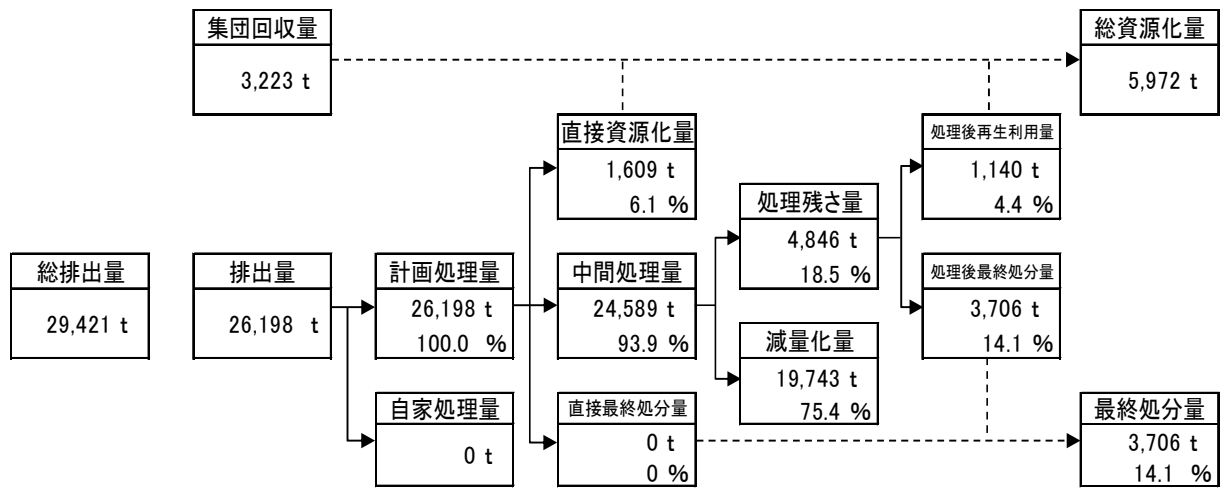 集団回収量
3,223 t
総資源化量
5,972 t
直接資源化量
1,609 t
6.1 %
処理後再生利用量
1,140 t
4.4 %
処理残さ量
4,846 t
18.5 %
総排出量
29,421 t
排出量
26,198 t
計画処理量
26,198 t
100.0 %
中間処理量
24,589 t
93.9 %
処理後最終処分量
3,706 t
14.1 %
減量化量
19,743 t
75.4 %
自家処理量
0 t
直接最終処分量
0 t
0 %
最終処分量
3,706 t
14.1 %